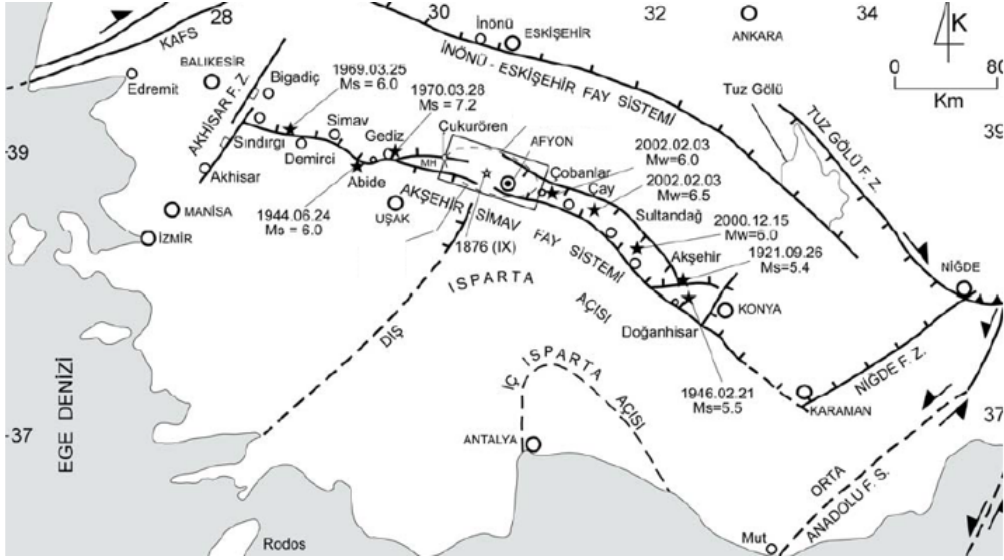 28
30
32
34
K
0
80
Km
KAFS
İnönü
ESKİŞEHİR
ANKARA
BALIKESİR
Edremit
Bigadiç
1969.03.25
Ms = 6.0
1970.03.28
Ms = 7.2
İNÖNÜ - ESKİŞEHİR FAY SİSTEMİ
Tuz Gölü
TUZ GÖLÜ F.Z.
39
39
AKHİSAR F.Z.
Sındırgı
Simav
Demirci
Gediz
Çukurören
AFYON
2002.02.03
Mw=6.0
Çobanlar
Çay
2002.02.03
Mw=6.5
Akhisar
Abide
MH
UŞAK
MANİSA
İZMİR
1944.06.24
Ms = 6.0
AKŞEHİR SİMAV FAY SİSTEMİ
1876 (IX)
Sultandağ
2000.12.15
Mw=6.0
Akşehir
1921.09.26
Ms=5.4
NİĞDE
KONYA
Doğanhisar
ISPARTA
AÇISI
DIŞ
İÇ ISPARTA AÇISI
1946.02.21
Ms=5.5
NİĞDE F. Z.
KARAMAN
37
37
EGE DENİZİ
ANTALYA
ORTA
ANADOLU F. S.
Mut
Rodos